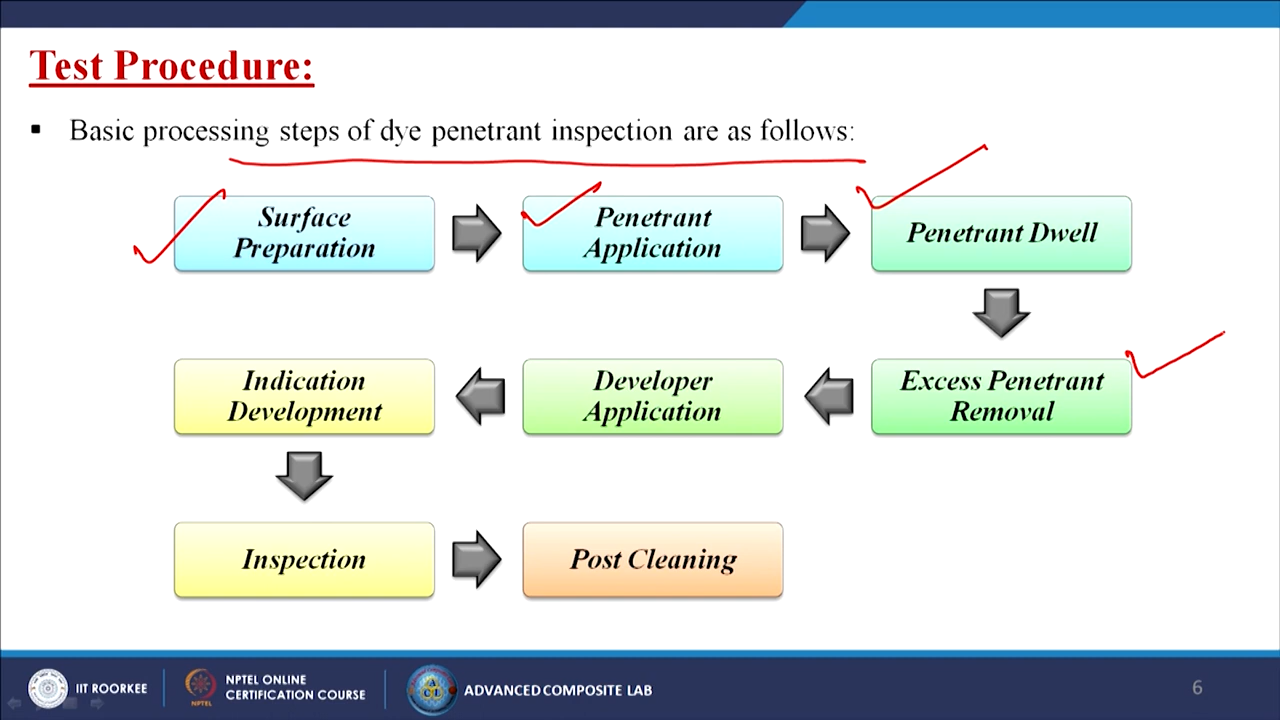 Test Procedure:
▪ Basic processing steps of dye penetrant inspection are as follows:
Surface
Preparation
Penetrant
Application
Penetrant Dwell
Excess Penetrant
Removal
Developer
Application
Indication
Development
Inspection
Post Cleaning
IIT ROORKEE
NPTEL ONLINE
CERTIFICATION COURSE
ADVANCED COMPOSITE LAB
6